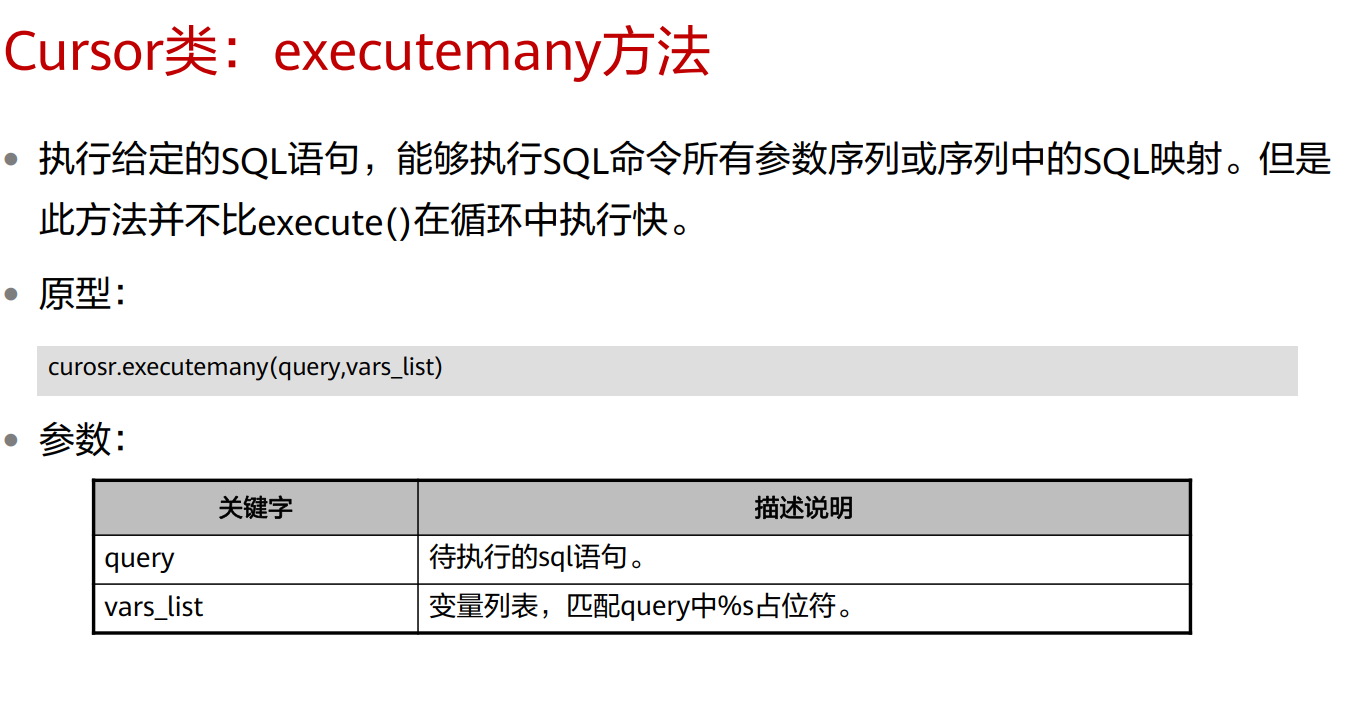 Cursor类：executemany方法
• 执行给定的SQL语句，能够执行SQL命令所有参数序列或序列中的SQL映射。但是
此方法并不比execute()在循环中执行快。
• 原型：
curosr.executemany(query,vars_list)
• 参数：
关键字 描述说明
query 待执行的sql语句。
vars_list 变量列表，匹配query中%s占位符。